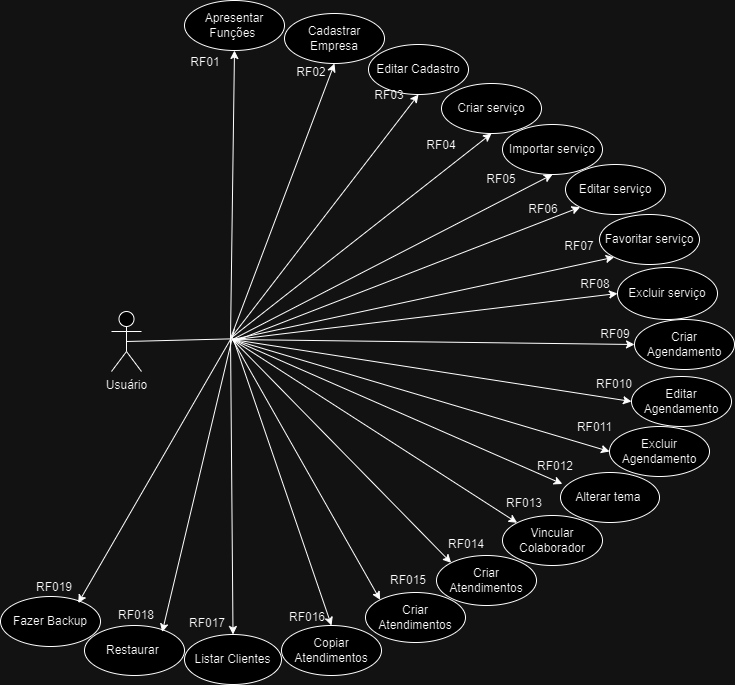 Apresentar
Funções
RF01
Cadastrar
Empresa
RF02
Editar Cadastro
RF03
Criar serviço
RF04
Importar serviço
RF05
Editar serviço
RF06
Favoritar serviço
RF07
Excluir serviço
RF08
Criar
Agendamento
RF09
Editar
Agendamento
RF010
Excluir
Agendamento
RF011
Alterar tema
RF012
Vincular
Colaborador
RF013
Criar
Atendimentos
RF014
Criar
Atendimentos
RF015
Copiar
Atendimentos
RF016
Listar Clientes
RF017
Restaurar
RF018
Fazer Backup
RF019
Usuário